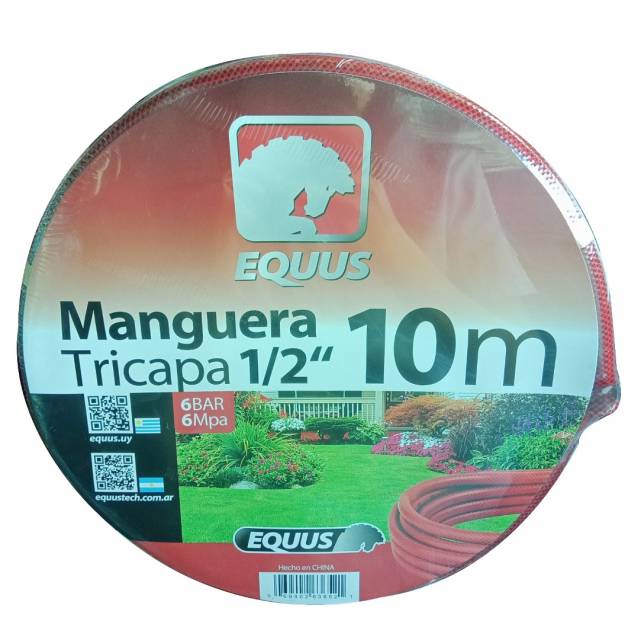 EQUUS
Manguera
Tricapa 1/2“ 10m
6BAR
6Mpa
equus.uy
equustech.com.ar
EQUUS
Hecho en CHINA